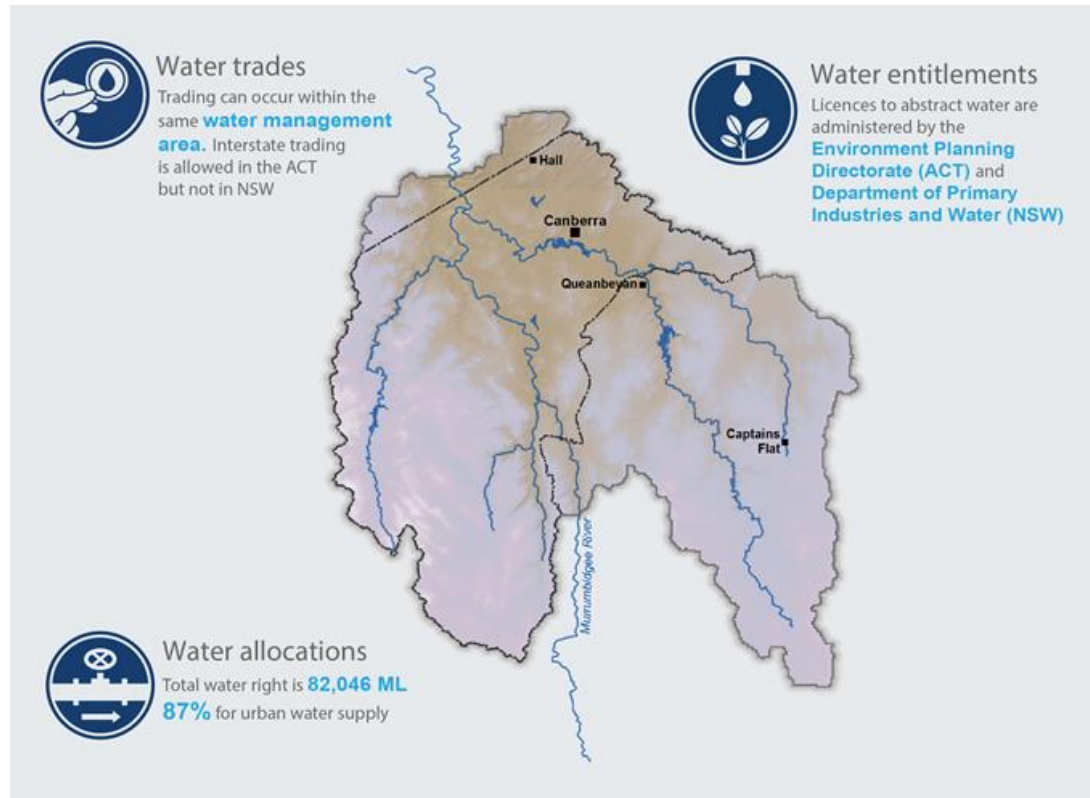 Water trades
Trading can occur within the
same water management
area. Interstate trading
is allowed in the ACT
but not in NSW
Water entitlements
Licences to abstract water are
administered by the
Environment Planning
Directorate (ACT) and
Department of Primary
Industries and Water (NSW)
Hall
Canberra
Queanbeyan
Captains
Flat
Murrumbidgee River
Water allocations
Total water right is 82,046 ML
87% for urban water supply